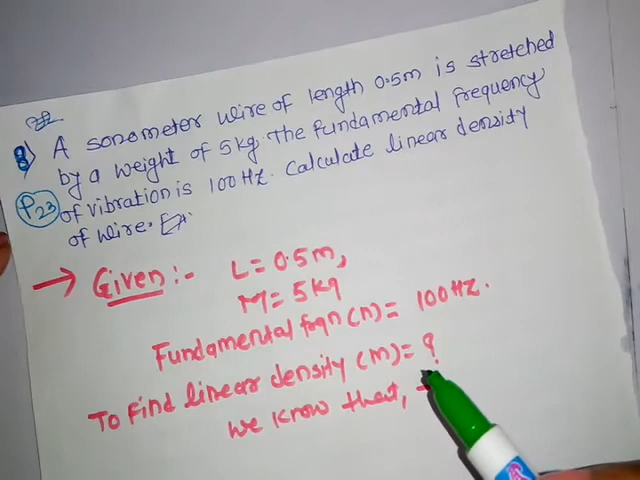 8) A sonometer wire of length 0.5m is stretched
by a weight of 5kg. The fundamental frequency
P23 of vibration is 100Hz. Calculate linear density
of wire.
→ Given:- L = 0.5m,
M = 5kg
Fundamental frqn (n) = 100Hz.
To Find linear density (m) = ?
We know that,